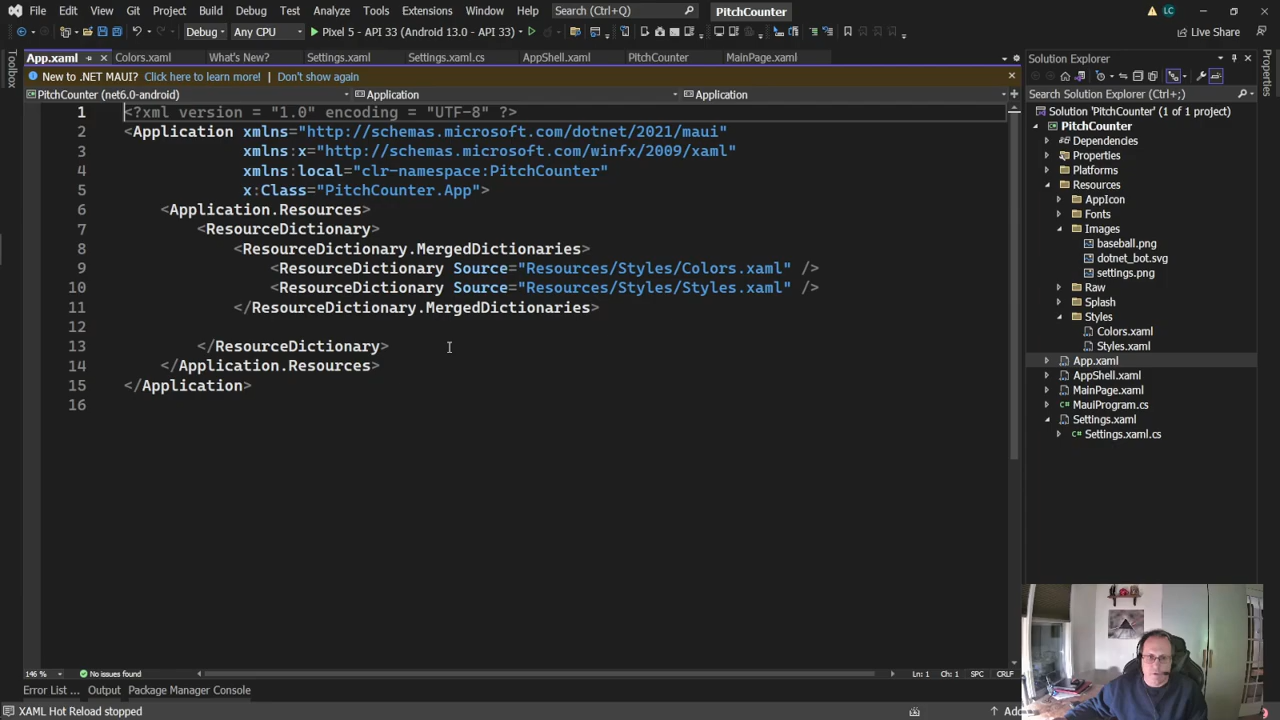 File Edit View Git Project Build Debug Test Analyze Tools Extensions Window Help Search (Ctrl+Q) PitchCounter LC
Debug Any CPU Pixel 5 - API 33 (Android 13.0 - API 33) Live Share
App.xaml Colors.xaml What's New? Settings.xaml Settings.xaml.cs AppShell.xaml PitchCounter MainPage.xaml
Toolbox
New to .NET MAUI? Click here to learn more! Don't show again
PitchCounter (net6.0-android) Application Application
1 <?xml version = "1.0" encoding = "UTF-8" ?>
2 <Application xmlns="http://schemas.microsoft.com/dotnet/2021/maui"
3 xmlns:x="http://schemas.microsoft.com/winfx/2009/xaml"
4 xmlns:local="clr-namespace:PitchCounter"
5 x:Class="PitchCounter.App">
6 <Application.Resources>
7 <ResourceDictionary>
8 <ResourceDictionary.MergedDictionaries>
9 <ResourceDictionary Source="Resources/Styles/Colors.xaml" />
10 <ResourceDictionary Source="Resources/Styles/Styles.xaml" />
11 </ResourceDictionary.MergedDictionaries>
12
13 </ResourceDictionary>
14 </Application.Resources>
15 </Application>
16
146 % No issues found Ln: 1 Ch: 1 SPC CRLF
Error List ... Output Package Manager Console
XAML Hot Reload stopped
Solution Explorer
Search Solution Explorer (Ctrl+;)
Solution 'PitchCounter' (1 of 1 project)
PitchCounter
Dependencies
Properties
Platforms
Resources
AppIcon
Fonts
Images
baseball.png
dotnet_bot.svg
settings.png
Raw
Splash
Styles
Colors.xaml
Styles.xaml
App.xaml
AppShell.xaml
MainPage.xaml
MauiProgram.cs
Settings.xaml
Settings.xaml.cs
Properties